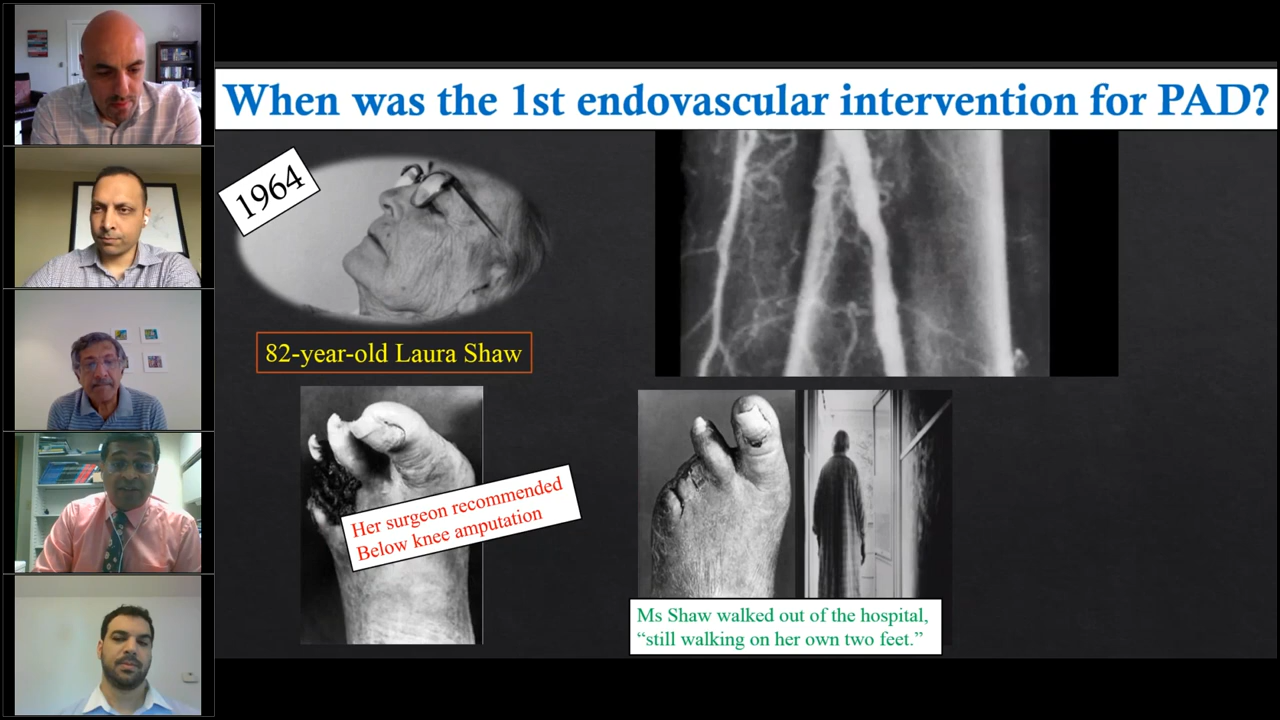 When was the 1st endovascular intervention for PAD?
1964
82-year-old Laura Shaw
Her surgeon recommended
Below knee amputation
Ms Shaw walked out of the hospital,
“still walking on her own two feet.”